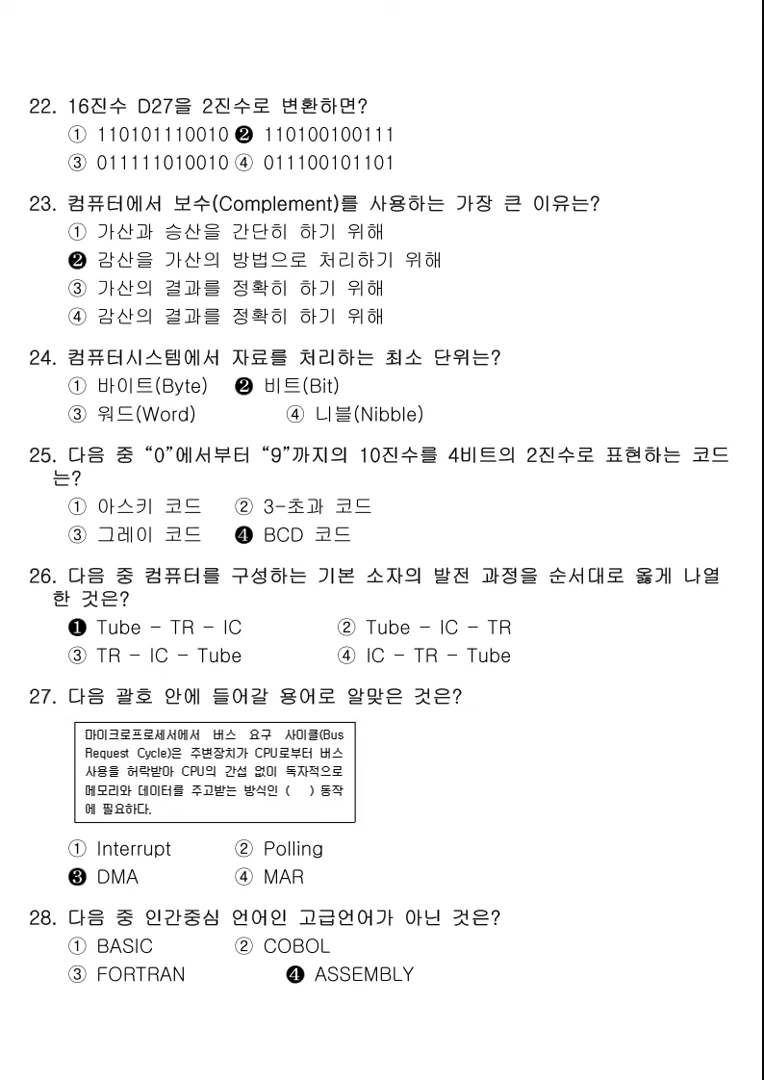 22. 16진수 D27을 2진수로 변환하면?
① 110101110010 ❷ 110100100111
③ 011111010010 ④ 011100101101
23. 컴퓨터에서 보수(Complement)를 사용하는 가장 큰 이유는?
① 가산과 승산을 간단히 하기 위해
❷ 감산을 가산의 방법으로 처리하기 위해
③ 가산의 결과를 정확히 하기 위해
④ 감산의 결과를 정확히 하기 위해
24. 컴퓨터시스템에서 자료를 처리하는 최소 단위는?
① 바이트(Byte) ❷ 비트(Bit)
③ 워드(Word) ④ 니블(Nibble)
25. 다음 중 “0”에서부터 “9”까지의 10진수를 4비트의 2진수로 표현하는 코드
는?
① 아스키 코드 ② 3-초과 코드
③ 그레이 코드 ❹ BCD 코드
26. 다음 중 컴퓨터를 구성하는 기본 소자의 발전 과정을 순서대로 옳게 나열
한 것은?
❶ Tube - TR - IC ② Tube - IC - TR
③ TR - IC - Tube ④ IC - TR - Tube
27. 다음 괄호 안에 들어갈 용어로 알맞은 것은?
마이크로프로세서에서 버스 요구 사이클(Bus
Request Cycle)은 주변장치가 CPU로부터 버스
사용을 허락받아 CPU의 간섭 없이 독자적으로
메모리와 데이터를 주고받는 방식인 ( ) 동작
에 필요하다.
① Interrupt ② Polling
❸ DMA ④ MAR
28. 다음 중 인간중심 언어인 고급언어가 아닌 것은?
① BASIC ② COBOL
③ FORTRAN ❹ ASSEMBLY